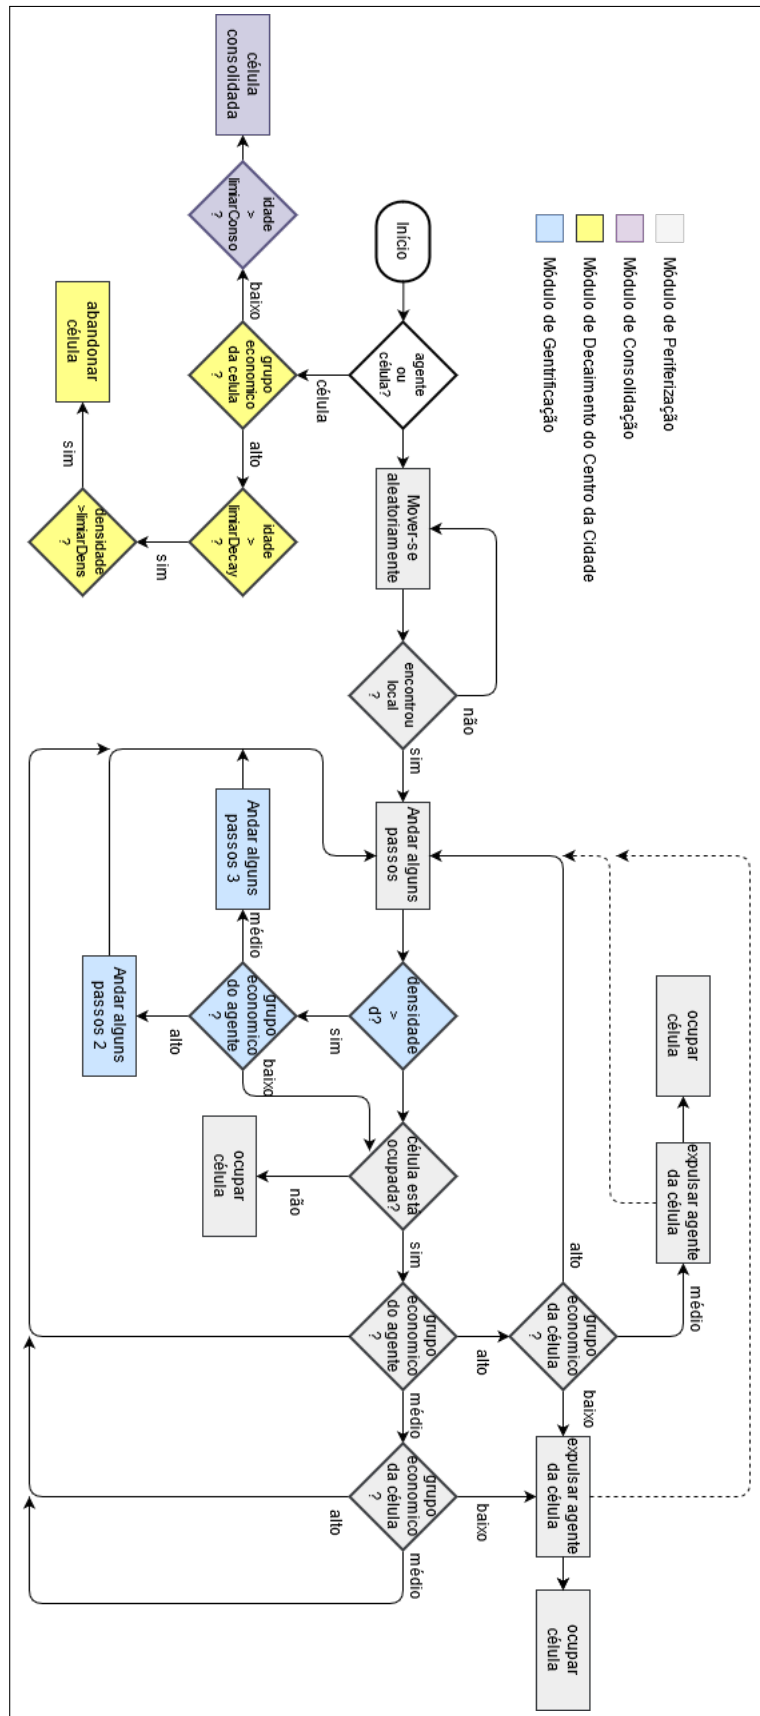 Módulo de Periferização
Módulo de Consolidação
Módulo de Decaimento do Centro da Cidade
Módulo de Gentrificação
Início
agente
ou
célula?
célula
grupo
economico
da celula
?
baixo
idade
>
limiarConso
?
célula
consolidada
alto
idade
>
limiarDecay
?
sim
densidade
>limiarDens
?
sim
abandonar
célula
Mover-se
aleatoriamente
encontrou
local
?
não
sim
Andar alguns
passos
densidade
>
d?
sim
grupo
economico
do agente
?
médio
Andar alguns
passos 3
alto
Andar alguns
passos 2
baixo
célula está
ocupada?
não
ocupar
célula
sim
grupo
economico
do agente
?
alto
grupo
economico
da célula
?
alto
médio
expulsar agente
da célula
ocupar
célula
baixo
expulsar agente
da célula
ocupar
célula
médio
grupo
economico
da célula
?
baixo
alto
médio